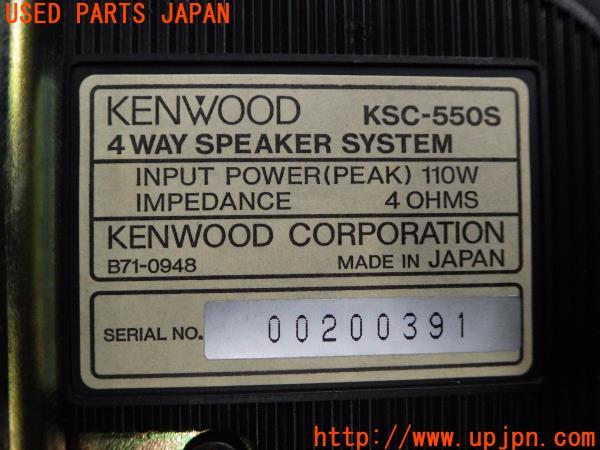 USED PARTS JAPAN
KENWOOD KSC-550S
4 WAY SPEAKER SYSTEM
INPUT POWER(PEAK) 110W
IMPEDANCE 4 OHMS
KENWOOD CORPORATION
B71-0948 MADE IN JAPAN
SERIAL NO. 00200391
http://www.upjpn.com